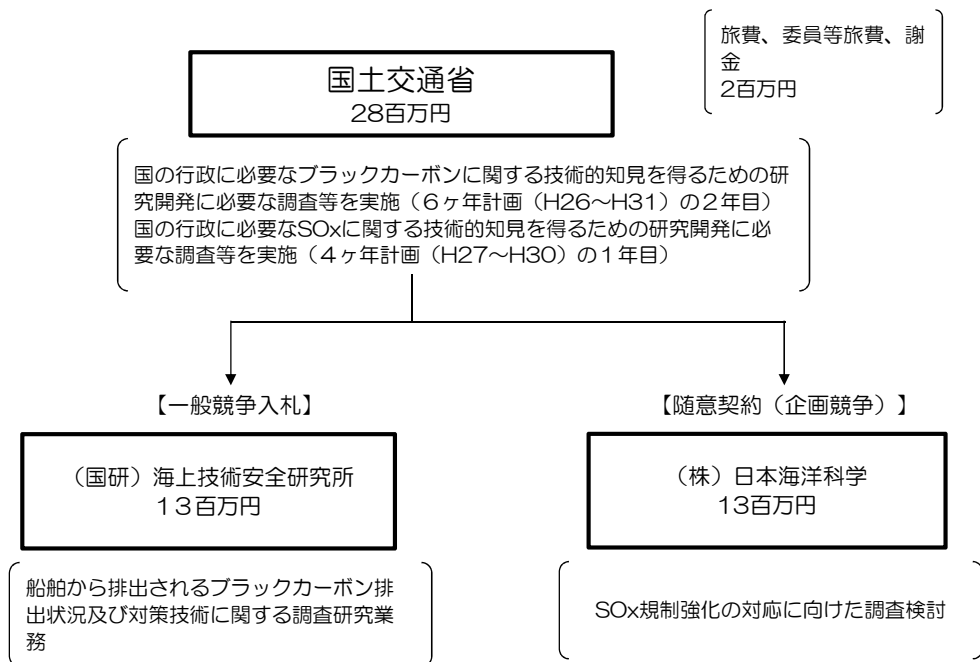 国土交通省
28百万円
旅費、委員等旅費、謝
金
2百万円
国の行政に必要なブラックカーボンに関する技術的知見を得るための研
究開発に必要な調査等を実施（６ヶ年計画（H26～H31）の２年目）
国の行政に必要なSOxに関する技術的知見を得るための研究開発に必
要な調査等を実施（４ヶ年計画（H27～H30）の１年目）
【一般競争入札】
（国研）海上技術安全研究所
１３百万円
船舶から排出されるブラックカーボン排
出状況及び対策技術に関する調査研究業
務
【随意契約（企画競争）】
（株）日本海洋科学
13百万円
SOx規制強化の対応に向けた調査検討